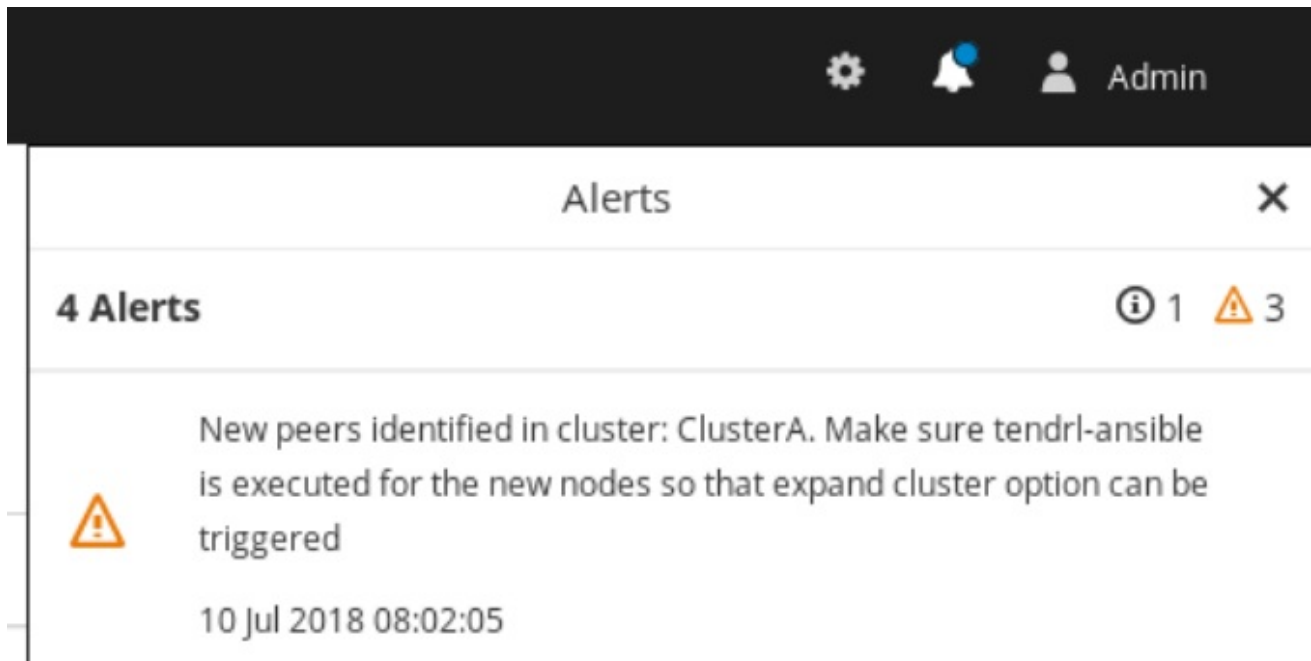 Admin
Alerts
4 Alerts 1 3
New peers identified in cluster: ClusterA. Make sure tendrl-ansible
is executed for the new nodes so that expand cluster option can be
triggered
10 Jul 2018 08:02:05